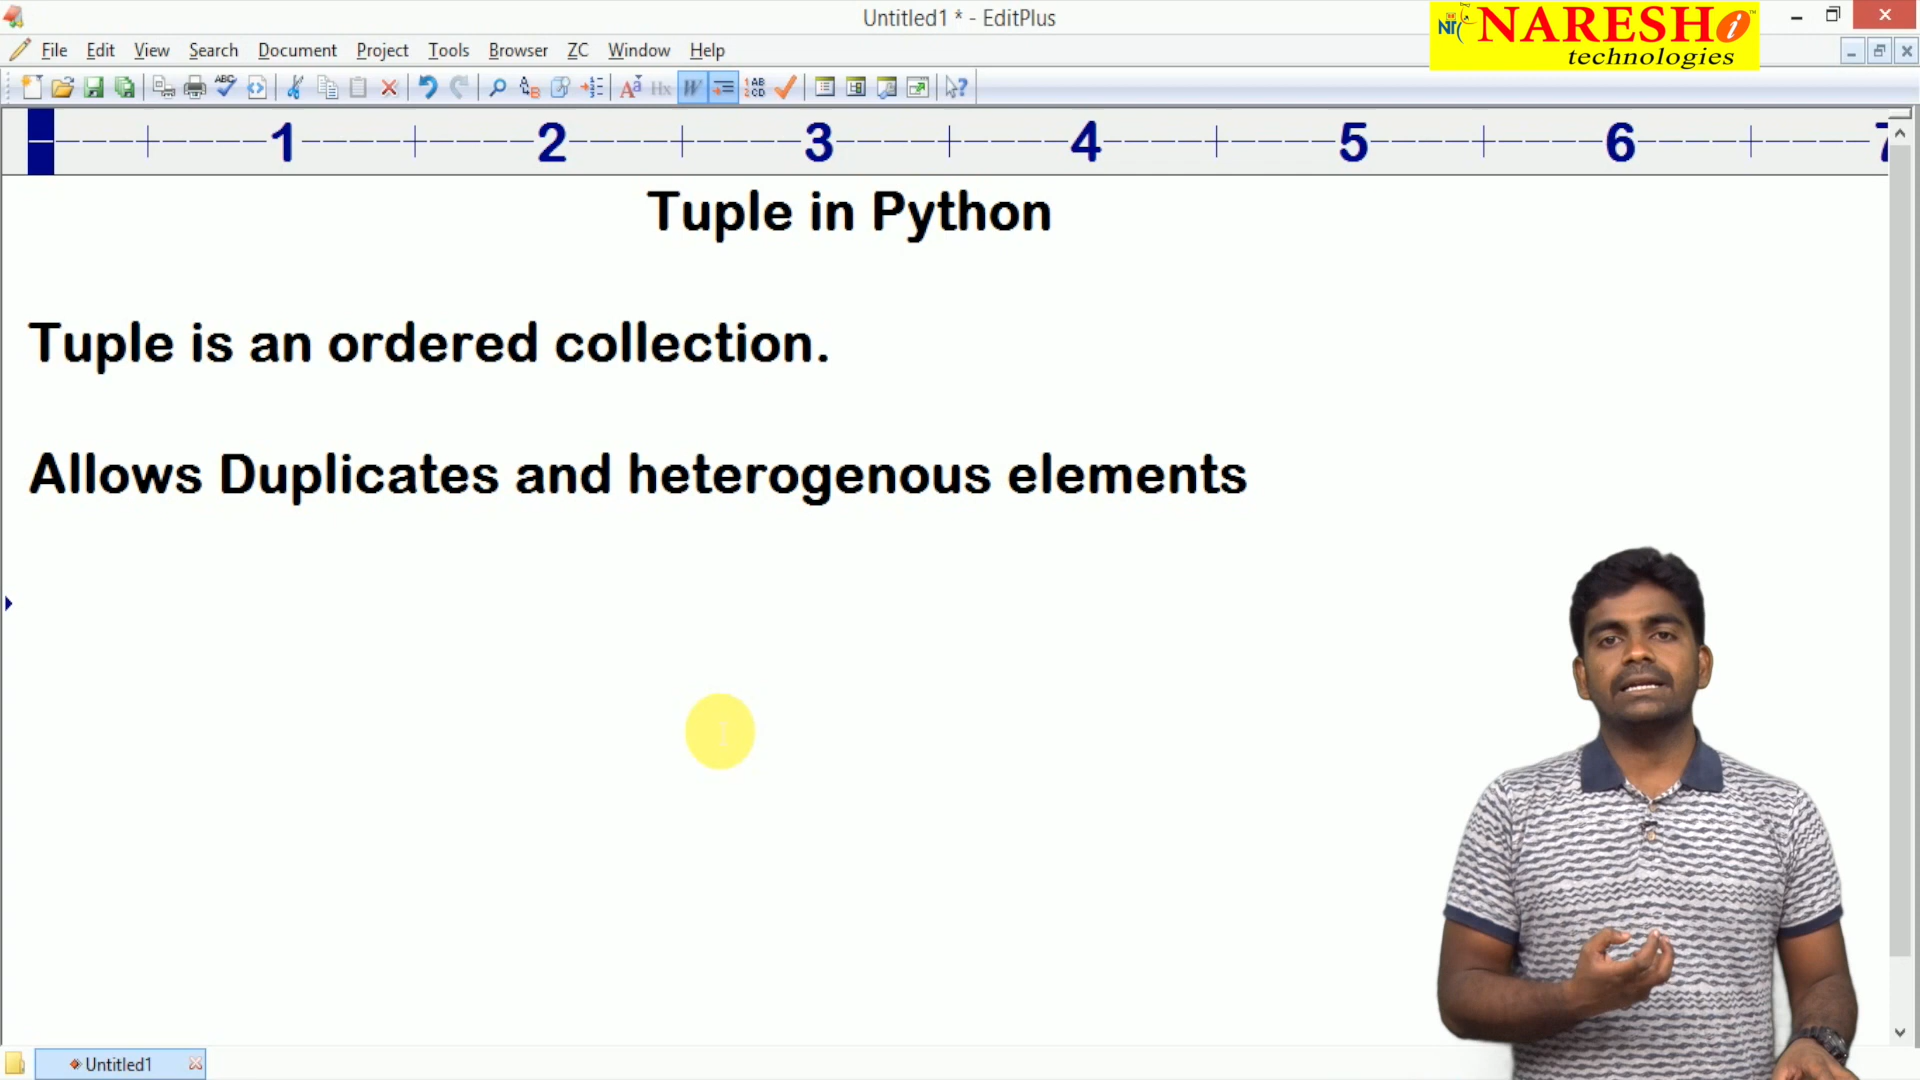 Untitled1 * - EditPlus
NARESH i
technologies
File Edit View Search Document Project Tools Browser ZC Window Help
1 2 3 4 5 6 7
Tuple in Python
Tuple is an ordered collection.
Allows Duplicates and heterogenous elements
Untitled1